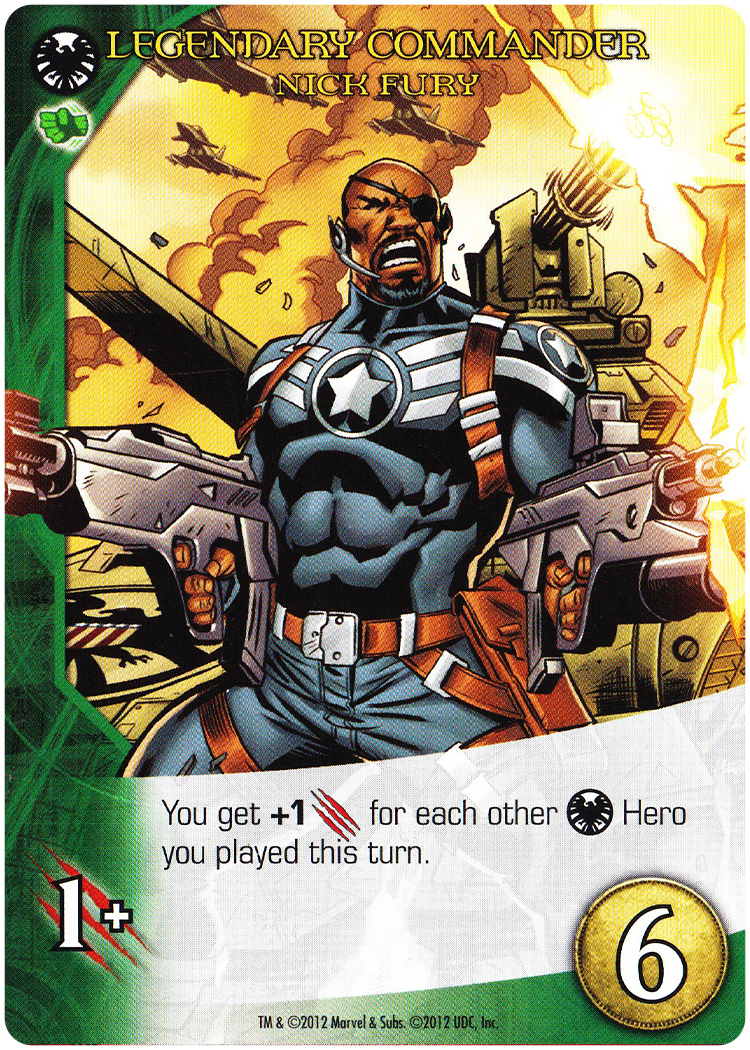 LEGENDARY COMMANDER
NICK FURY
You get +1 for each other Hero
you played this turn.
1+
6
TM & ©2012 Marvel & Subs. ©2012 UDC, Inc.